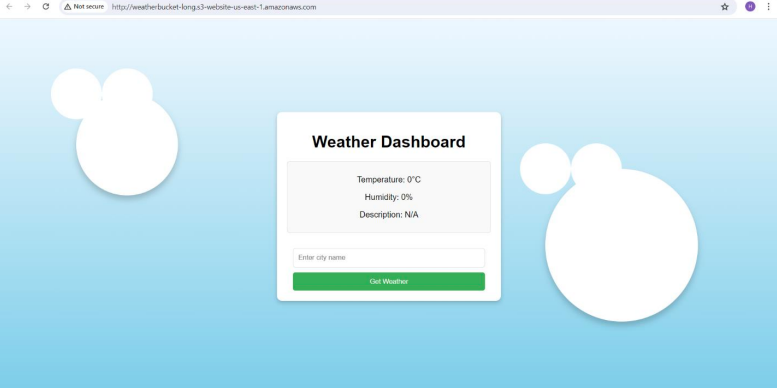 Not secure
http://weatherbucket-long.s3-website-us-east-1.amazonaws.com
H
Weather Dashboard
Temperature: 0°C
Humidity: 0%
Description: N/A
Enter city name
Get Weather